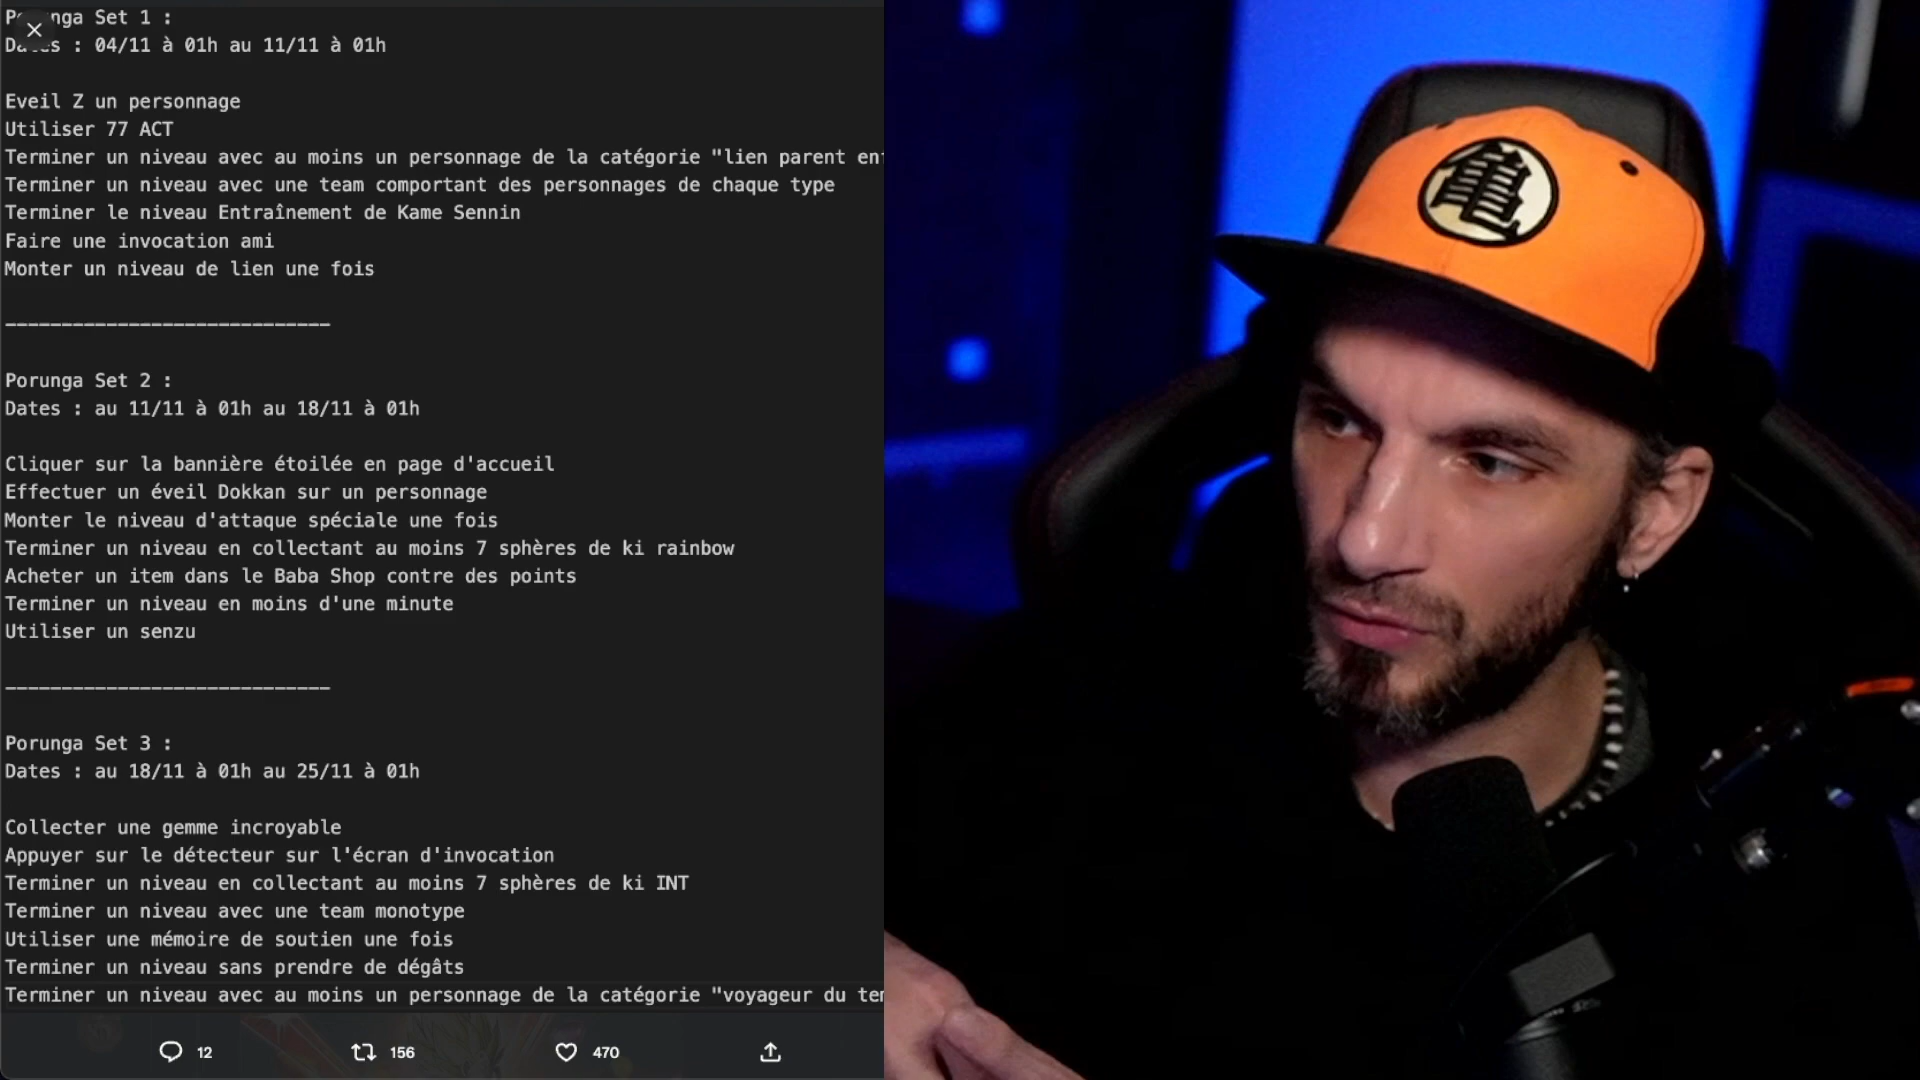 Porunga Set 1 :
Dates : 04/11 à 01h au 11/11 à 01h
Eveil Z un personnage
Utiliser 77 ACT
Terminer un niveau avec au moins un personnage de la catégorie "lien parent
Terminer un niveau avec une team comportant des personnages de chaque type
Terminer le niveau Entraînement de Kame Sennin
Faire une invocation ami
Monter un niveau de lien une fois
-----------------------------
Porunga Set 2 :
Dates : au 11/11 à 01h au 18/11 à 01h
Cliquer sur la bannière étoilée en page d'accueil
Effectuer un éveil Dokkan sur un personnage
Monter le niveau d'attaque spéciale une fois
Terminer un niveau en collectant au moins 7 sphères de ki rainbow
Acheter un item dans le Baba Shop contre des points
Terminer un niveau en moins d'une minute
Utiliser un senzu
-----------------------------
Porunga Set 3 :
Dates : au 18/11 à 01h au 25/11 à 01h
Collecter une gemme incroyable
Appuyer sur le détecteur sur l'écran d'invocation
Terminer un niveau en collectant au moins 7 sphères de ki INT
Terminer un niveau avec une team monotype
Utiliser une mémoire de soutien une fois
Terminer un niveau sans prendre de dégâts
Terminer un niveau avec au moins un personnage de la catégorie "voyageur du
12 156 470
亀